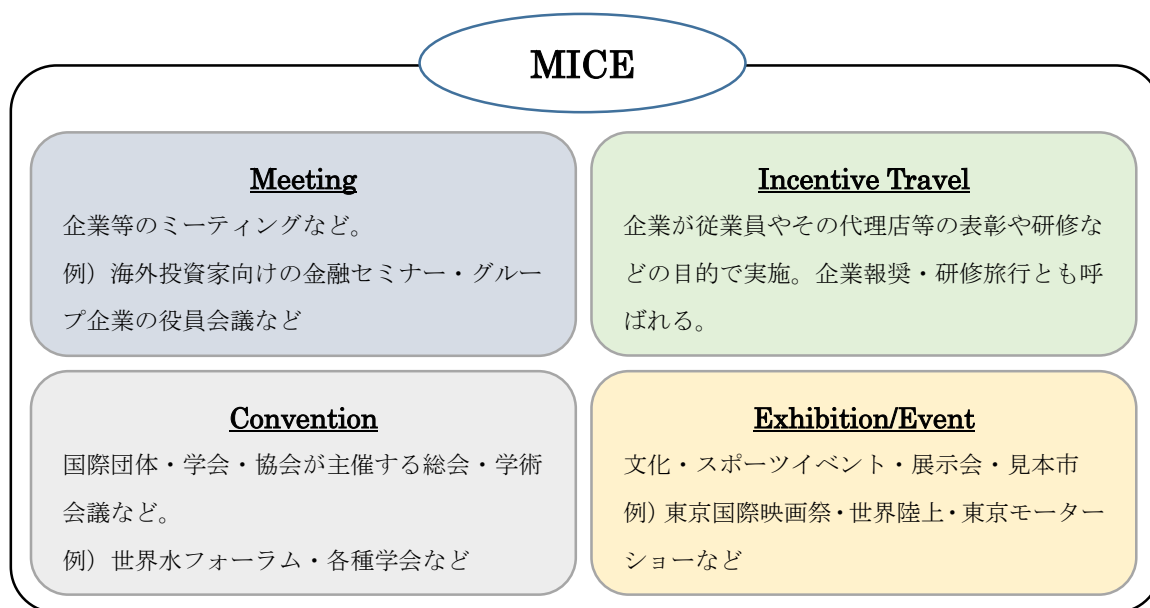 MICE
Meeting
企業等のミーティングなど。
例）海外投資家向けの金融セミナー・グルー
プ企業の役員会議など
Incentive Travel
企業が従業員やその代理店等の表彰や研修な
どの目的で実施。企業報奨・研修旅行とも呼
ばれる。
Convention
国際団体・学会・協会が主催する総会・学術
会議など。
例）世界水フォーラム・各種学会など
Exhibition/Event
文化・スポーツイベント・展示会・見本市
例）東京国際映画祭・世界陸上・東京モーター
ショーなど